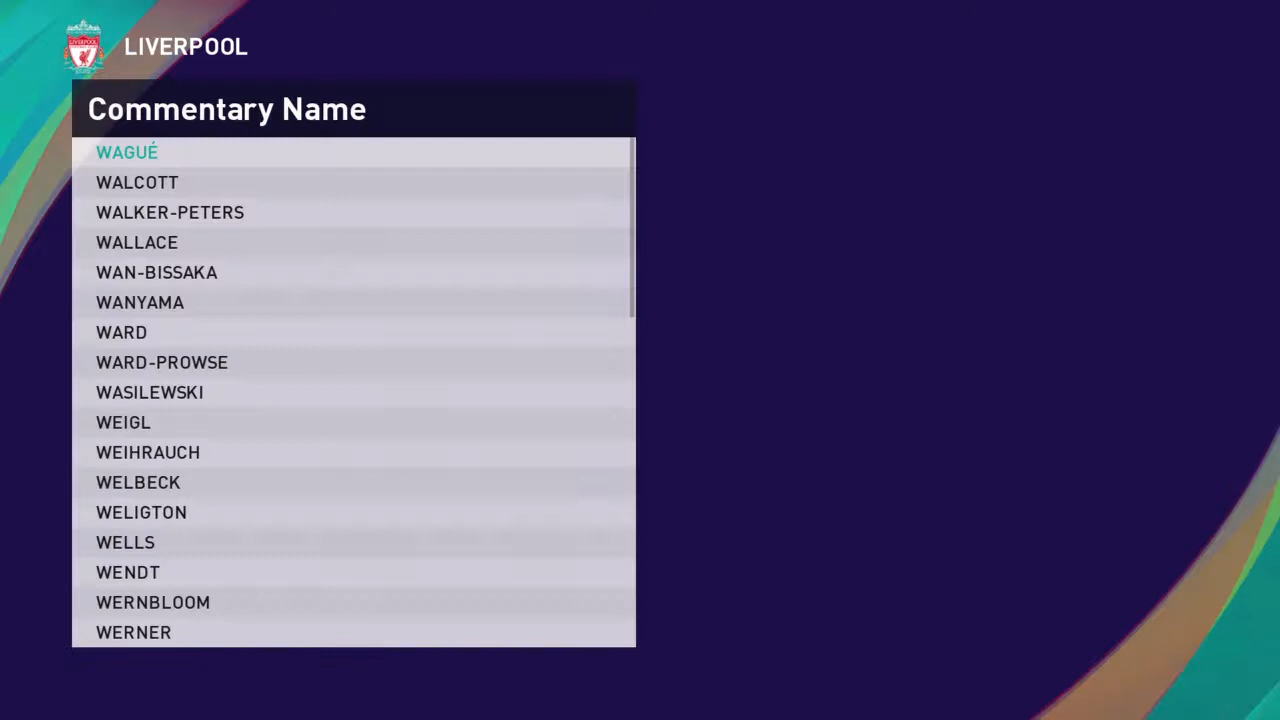 LIVERPOOL
Commentary Name
WAGUÉ
WALCOTT
WALKER-PETERS
WALLACE
WAN-BISSAKA
WANYAMA
WARD
WARD-PROWSE
WASILEWSKI
WEIGL
WEIHRAUCH
WELBECK
WELIGTON
WELLS
WENDT
WERNBLOOM
WERNER